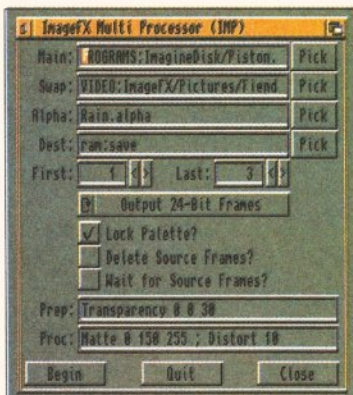 ImageFX Multi Processor (IMP)
Main: ROGRAMS:ImagineDisk/Piston. Pick
Swap: VIDEO:ImageFX/Pictures/Fiend Pick
Alpha: Rain.alpha Pick
Dest: ram:save Pick
First: 1 < > Last: 3 < >
Output 24-Bit Frames
Lock Palette?
Delete Source Frames?
Wait for Source Frames?
Prep: Transparency 0 0 30
Proc: Matte 0 150 255 ; Distort 10
Begin Quit Close